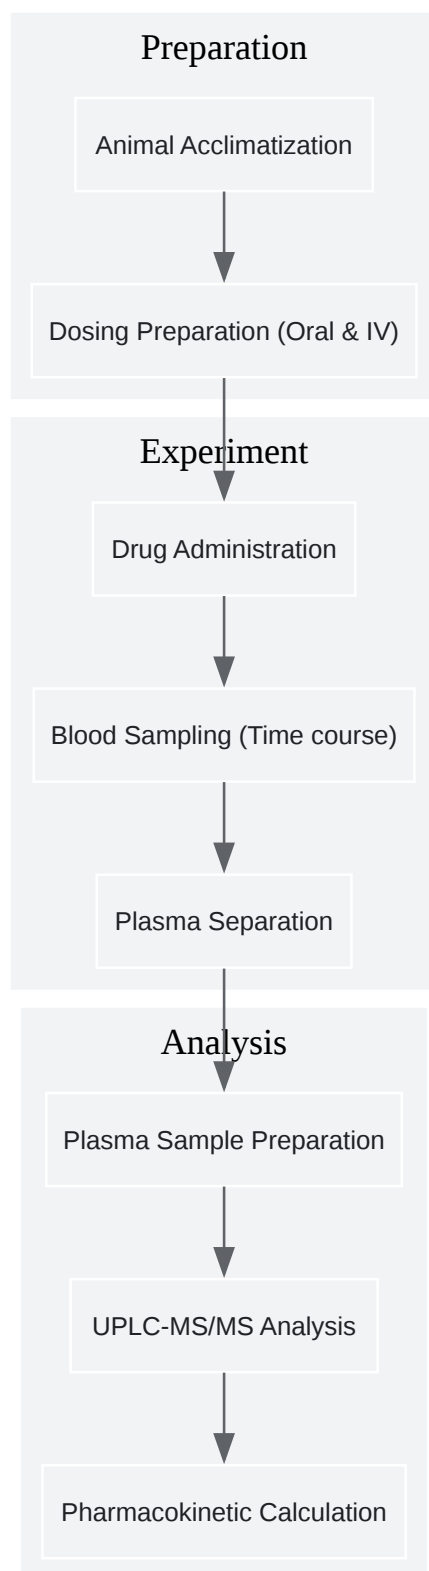 Preparation
Animal Acclimatization
Dosing Preparation (Oral & IV)
Experiment
Drug Administration
Blood Sampling (Time course)
Plasma Separation
Analysis
Plasma Sample Preparation
UPLC-MS/MS Analysis
Pharmacokinetic Calculation